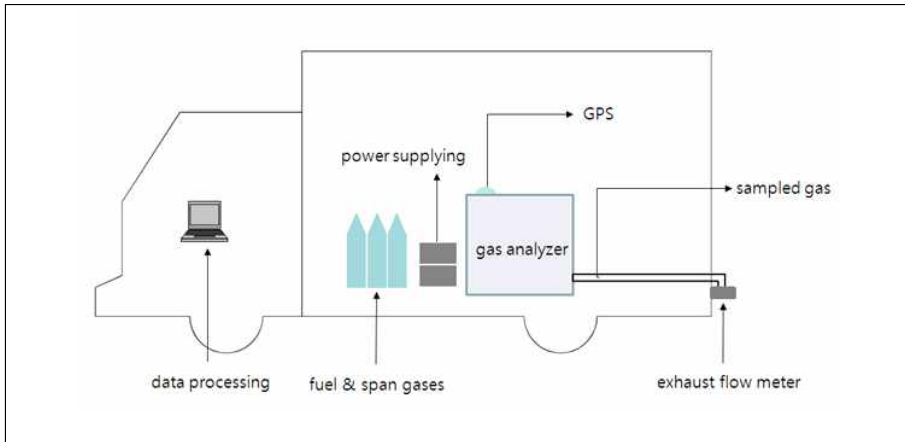 GPS
power supplying
sampled gas
gas analyzer
data processing
fuel & span gases
exhaust flow meter